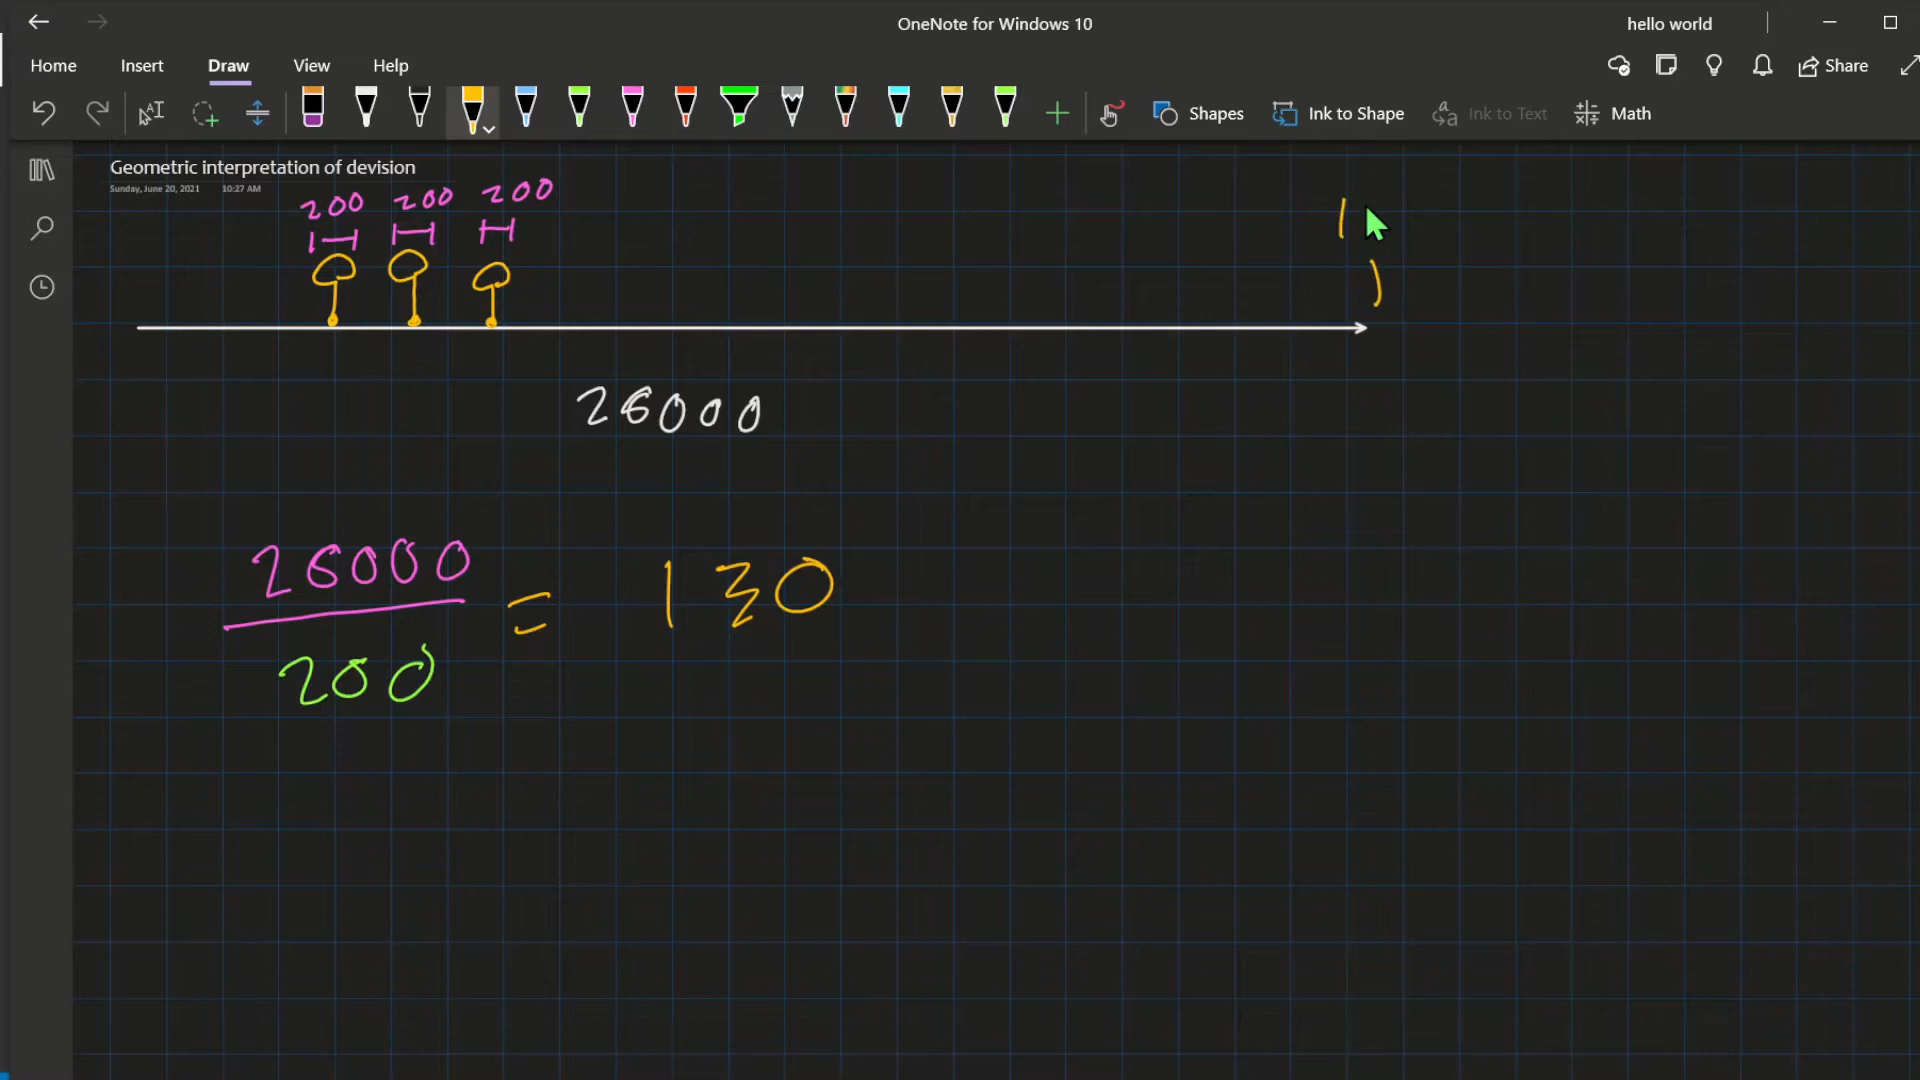 OneNote for Windows 10
hello world
Home Insert Draw View Help
Share
Shapes Ink to Shape Ink to Text Math
Geometric interpretation of devision
Sunday, June 20, 2021 10:27 AM
200 200 200
1
)
26000
26000 = 130
200